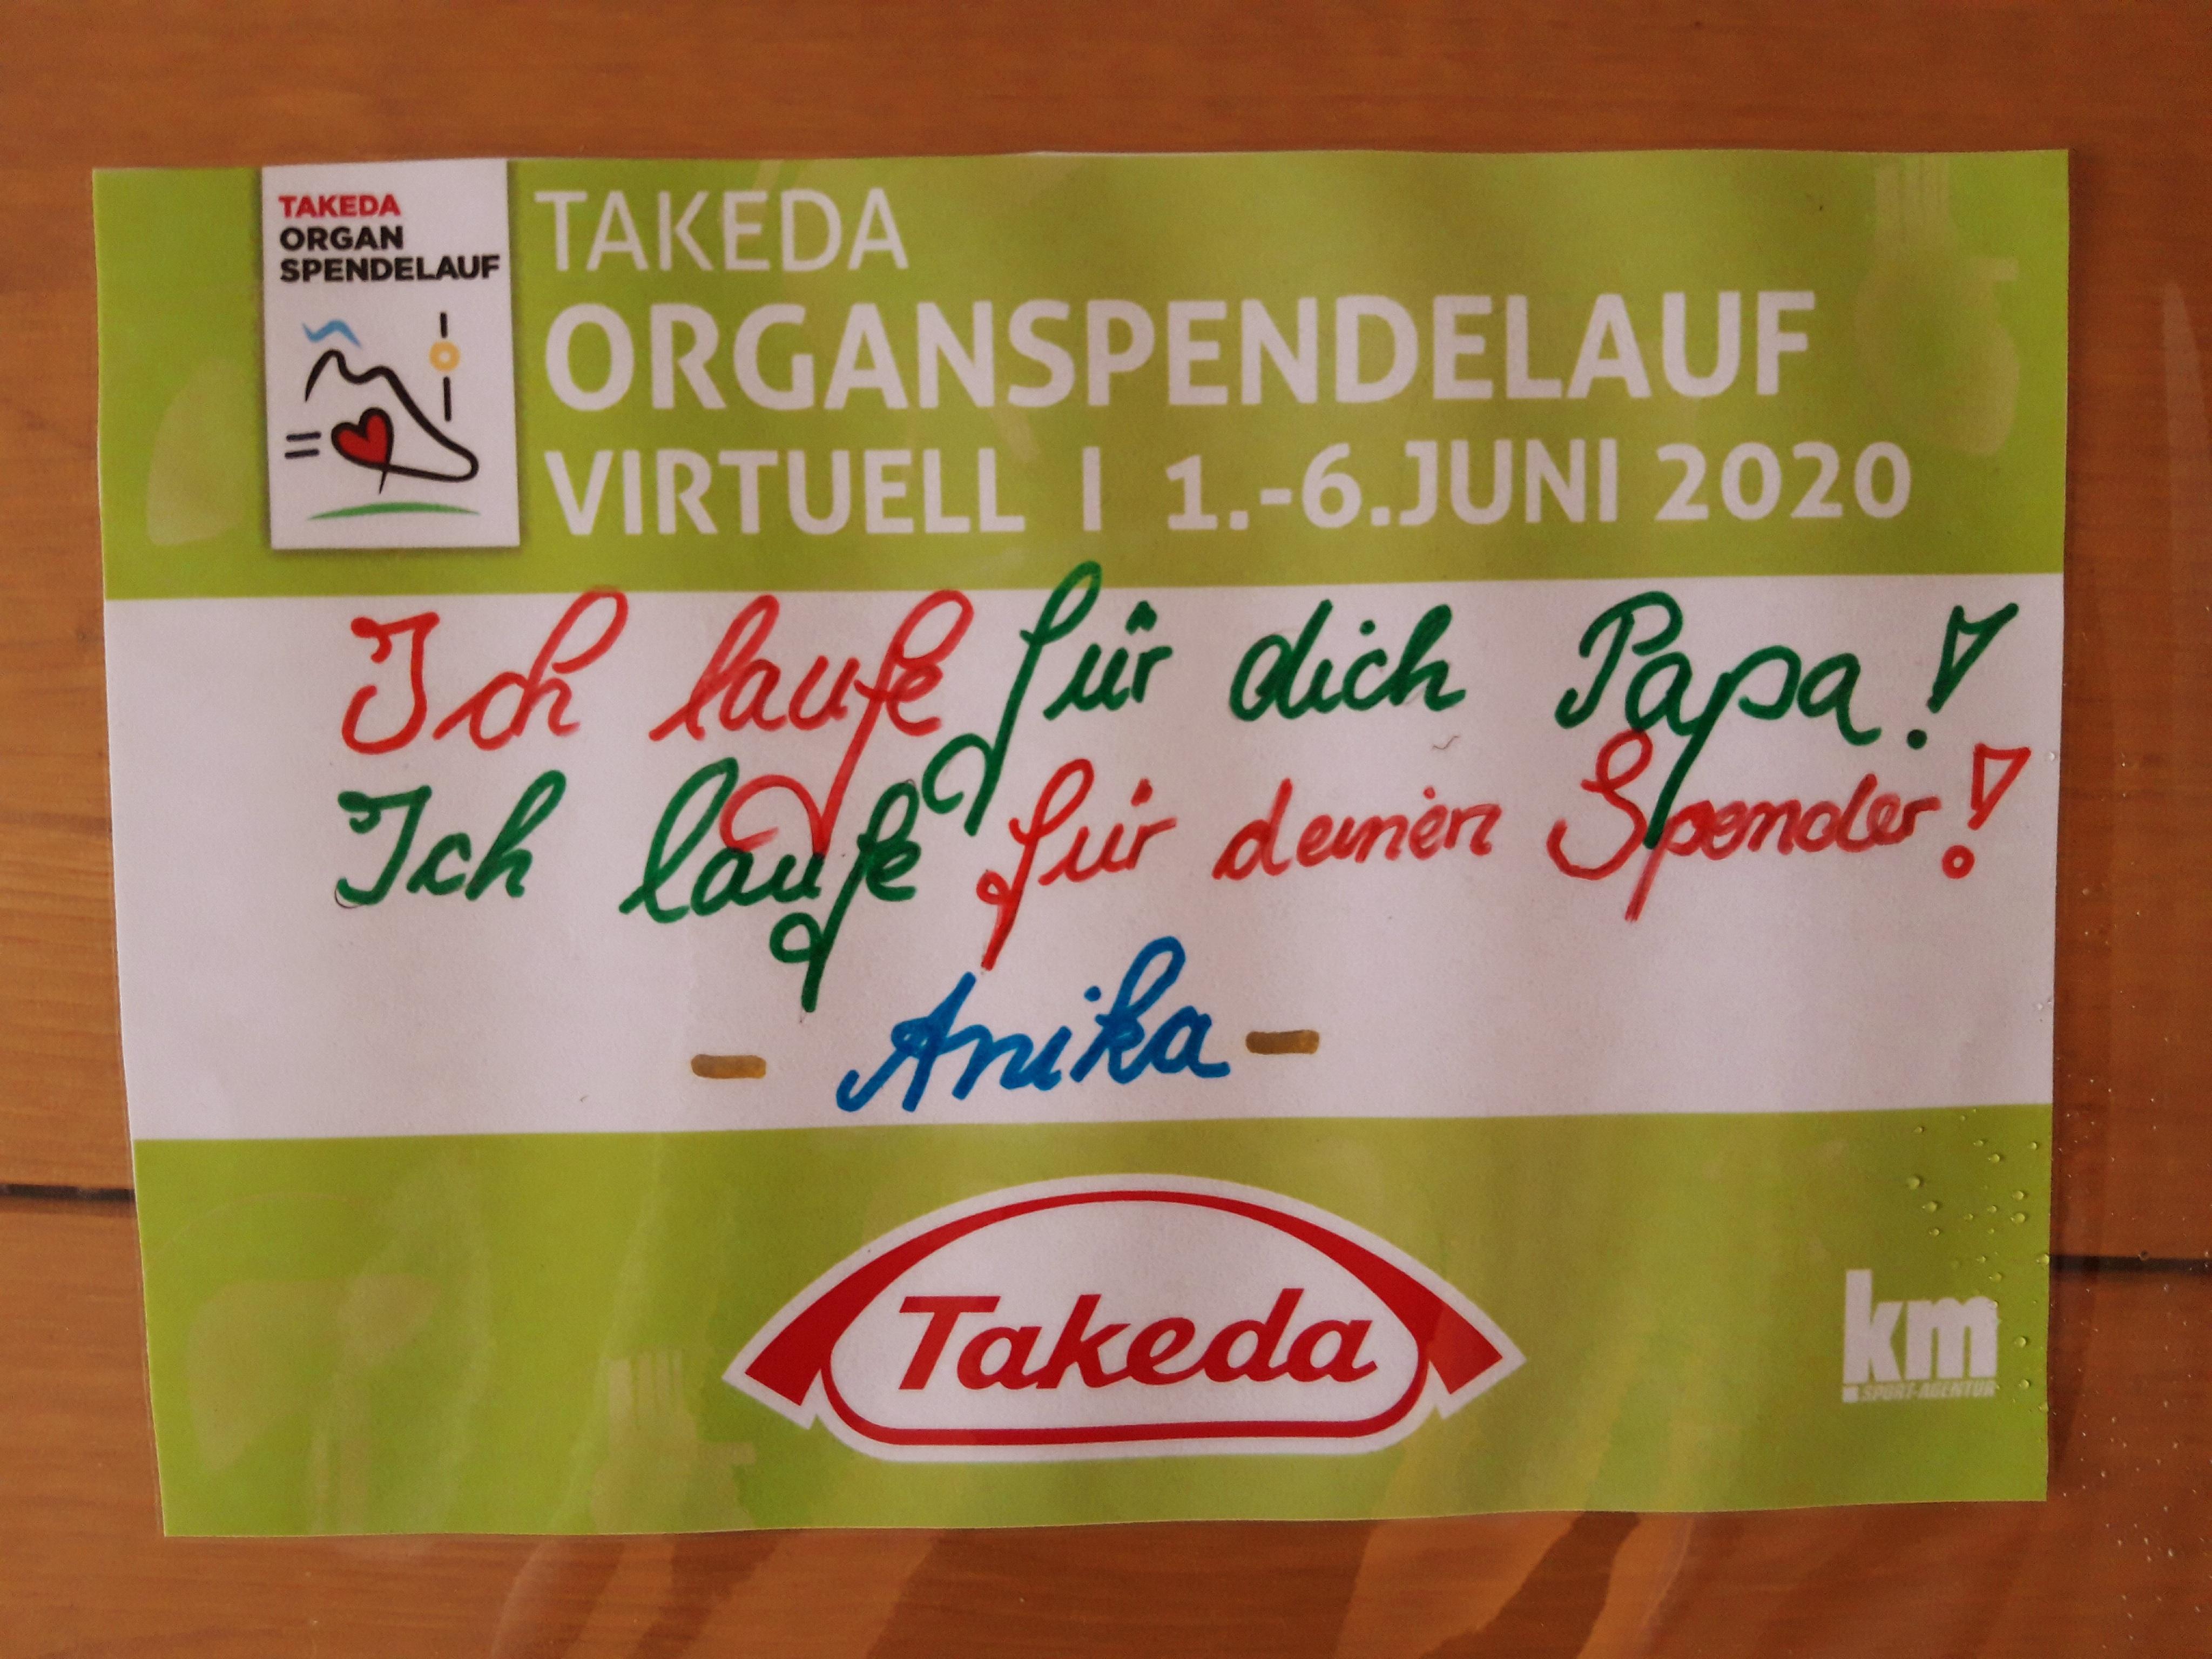 TAKEDA
ORGAN
SPENDELAUF
TAKEDA
ORGANSPENDELAUF
VIRTUELL | 1.-6.JUNI 2020
Ich laufe für dich Papa!
Ich laufe für deinen Spender!
- Anika -
Takeda
km
SPORT-AGENTUR